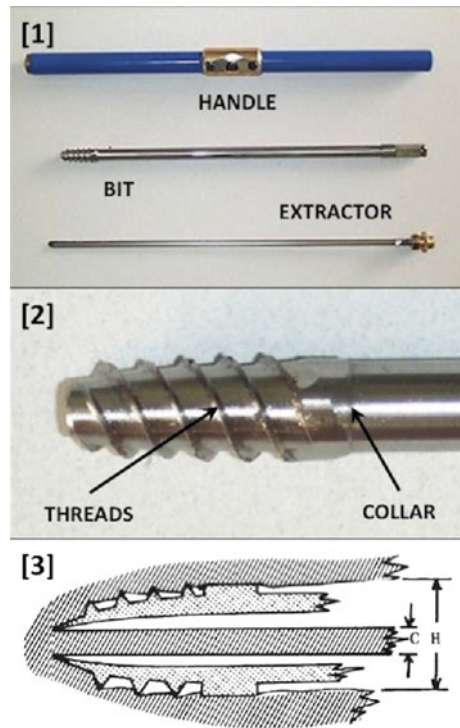 [1]
HANDLE
BIT
EXTRACTOR
[2]
THREADS
COLLAR
[3]
C
H